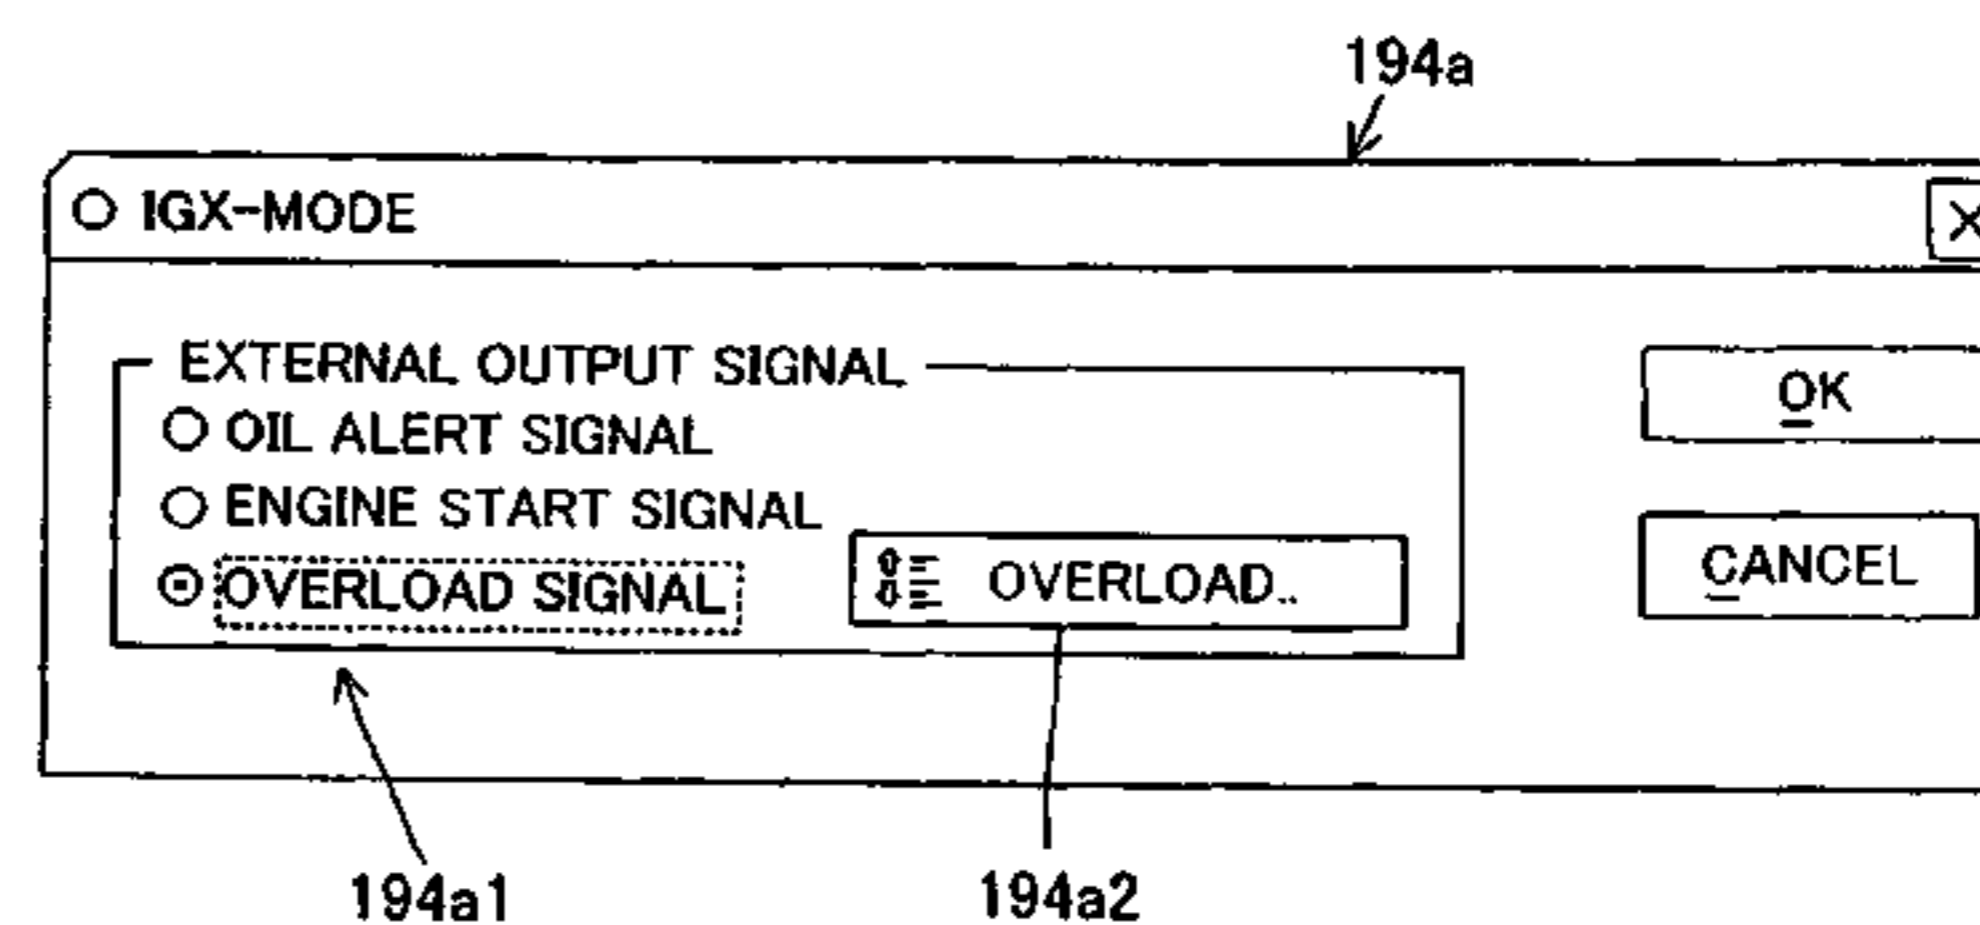 194a
IGX-MODE
EXTERNAL OUTPUT SIGNAL
OIL ALERT SIGNAL
ENGINE START SIGNAL
OVERLOAD SIGNAL
OVERLOAD..
OK
CANCEL
194a1
194a2